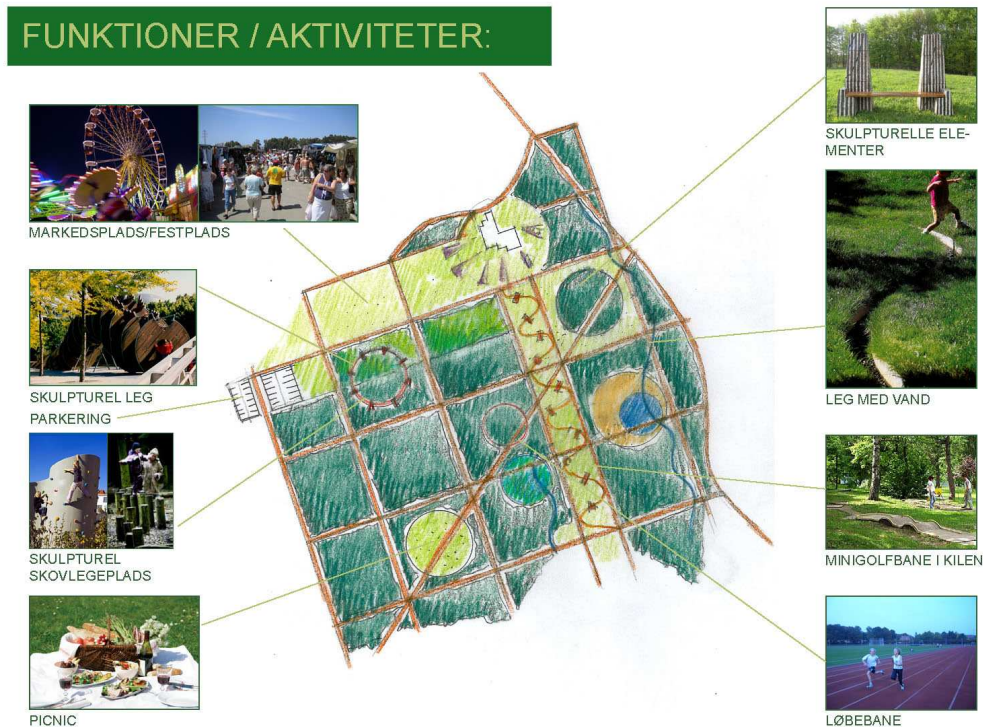 FUNKTIONER / AKTIVITETER:
MARKEDSPLADS/FESTPLADS
SKULPTUREL LEG
PARKERING
SKULPTUREL
SKOVLEGEPLADS
PICNIC
SKULPTURELLE ELE-
MENTER
LEG MED VAND
MINIGOLFBANE I KILEN
LØBEBANE